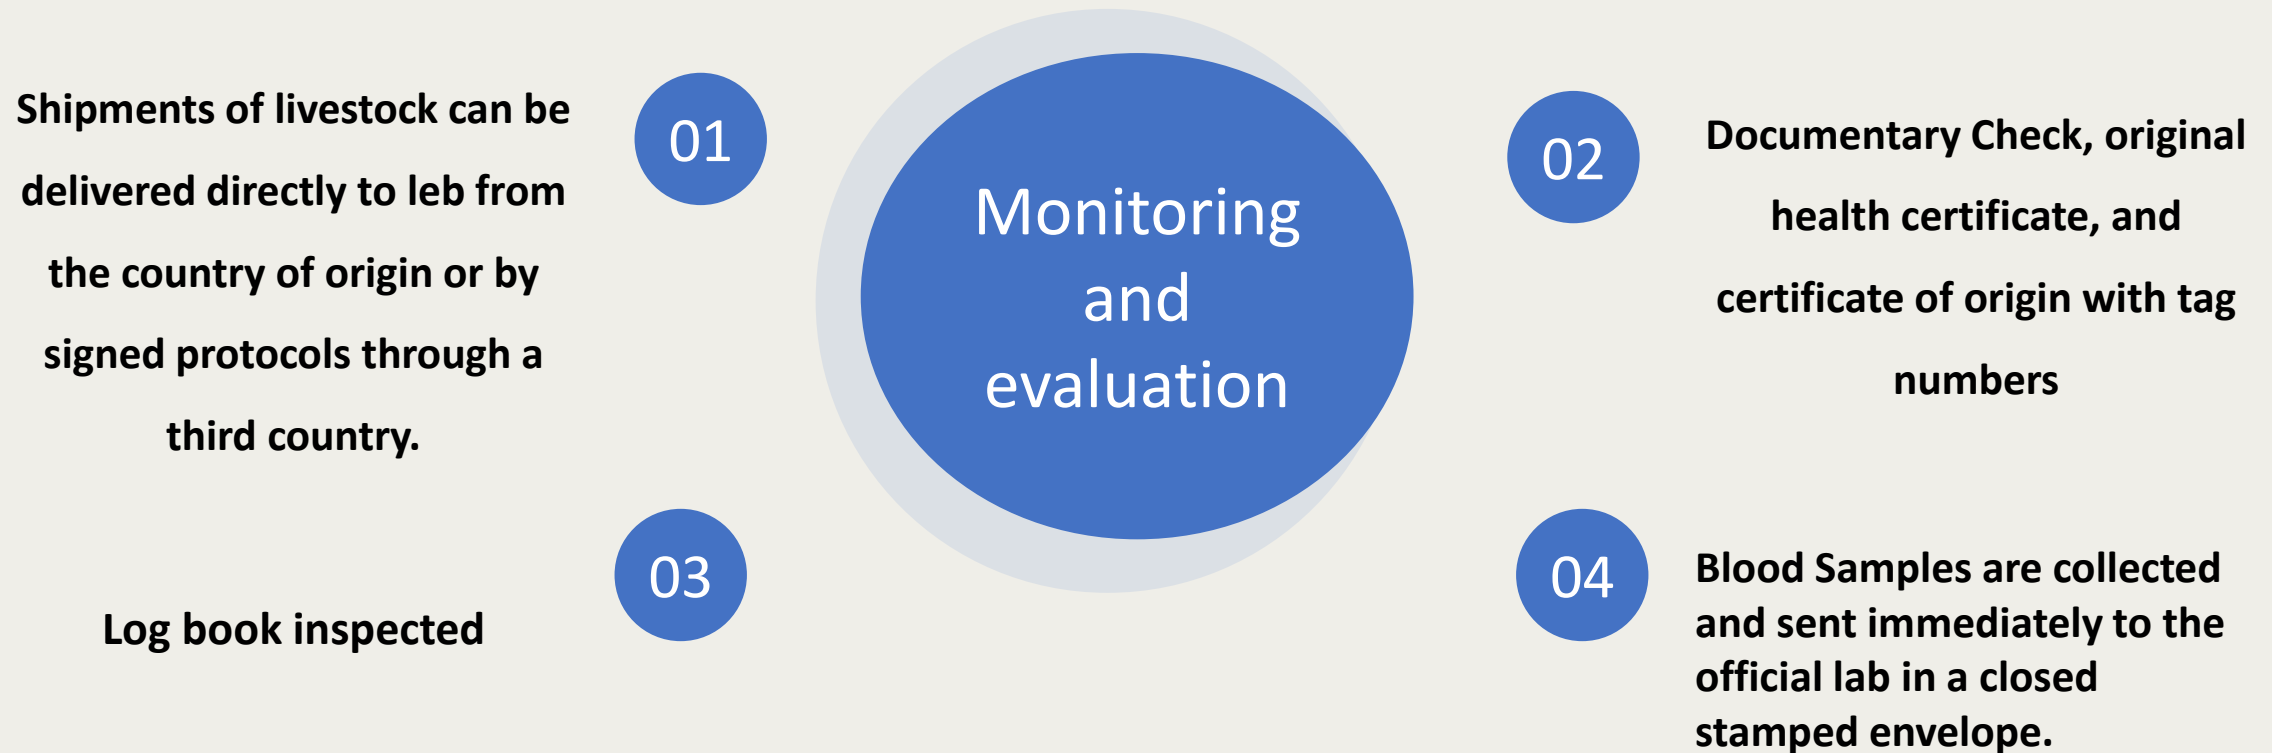 01
Shipments of livestock can be
delivered directly to leb from
the country of origin or by
signed protocols through a
third country.
Monitoring
and
evaluation
02
Documentary Check, original
health certificate, and
certificate of origin with tag
numbers
03
Log book inspected
04
Blood Samples are collected
and sent immediately to the
official lab in a closed
stamped envelope.